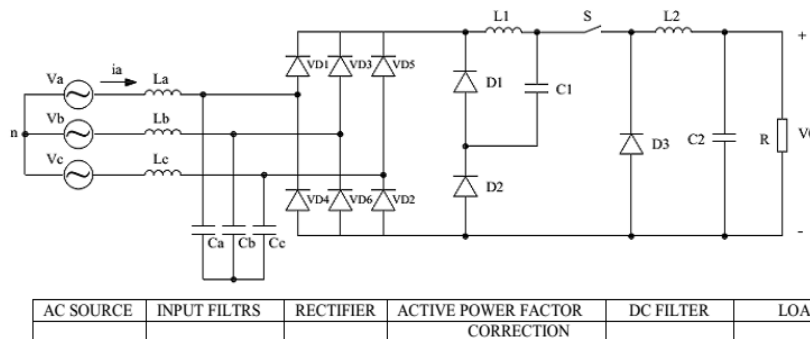 L1 S L2
+
VD1 VD3 VD5
Va ia La
D1 C1
n Vb Lb
Vc Lc
D3 C2 R
D2
VD4 VD6 VD2
Ca Cb Cc
-
AC SOURCE INPUT FILTRS RECTIFIER ACTIVE POWER FACTOR CORRECTION DC FILTER